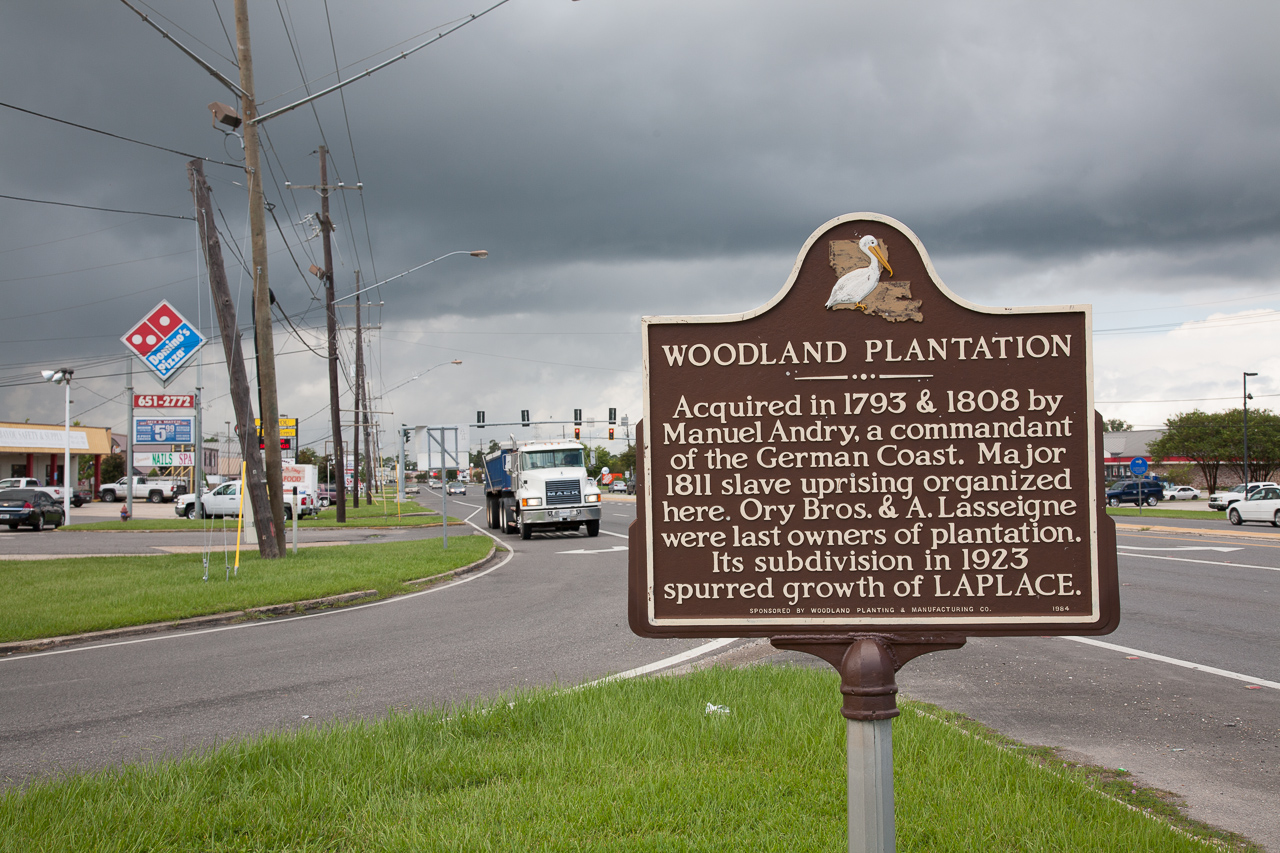 WOODLAND PLANTATION
Acquired in 1793 & 1808 by
Manuel Andry, a commandant
of the German Coast. Major
1811 slave uprising organized
here. Ory Bros. & A. Lasseigne
were last owners of plantation.
Its subdivision in 1923
spurred growth of LAPLACE.
SPONSORED BY WOODLAND PLANTING & MANUFACTURING CO. 1984
Domino's
Pizza
651-2772
5.99
NAILS SPA
MACK